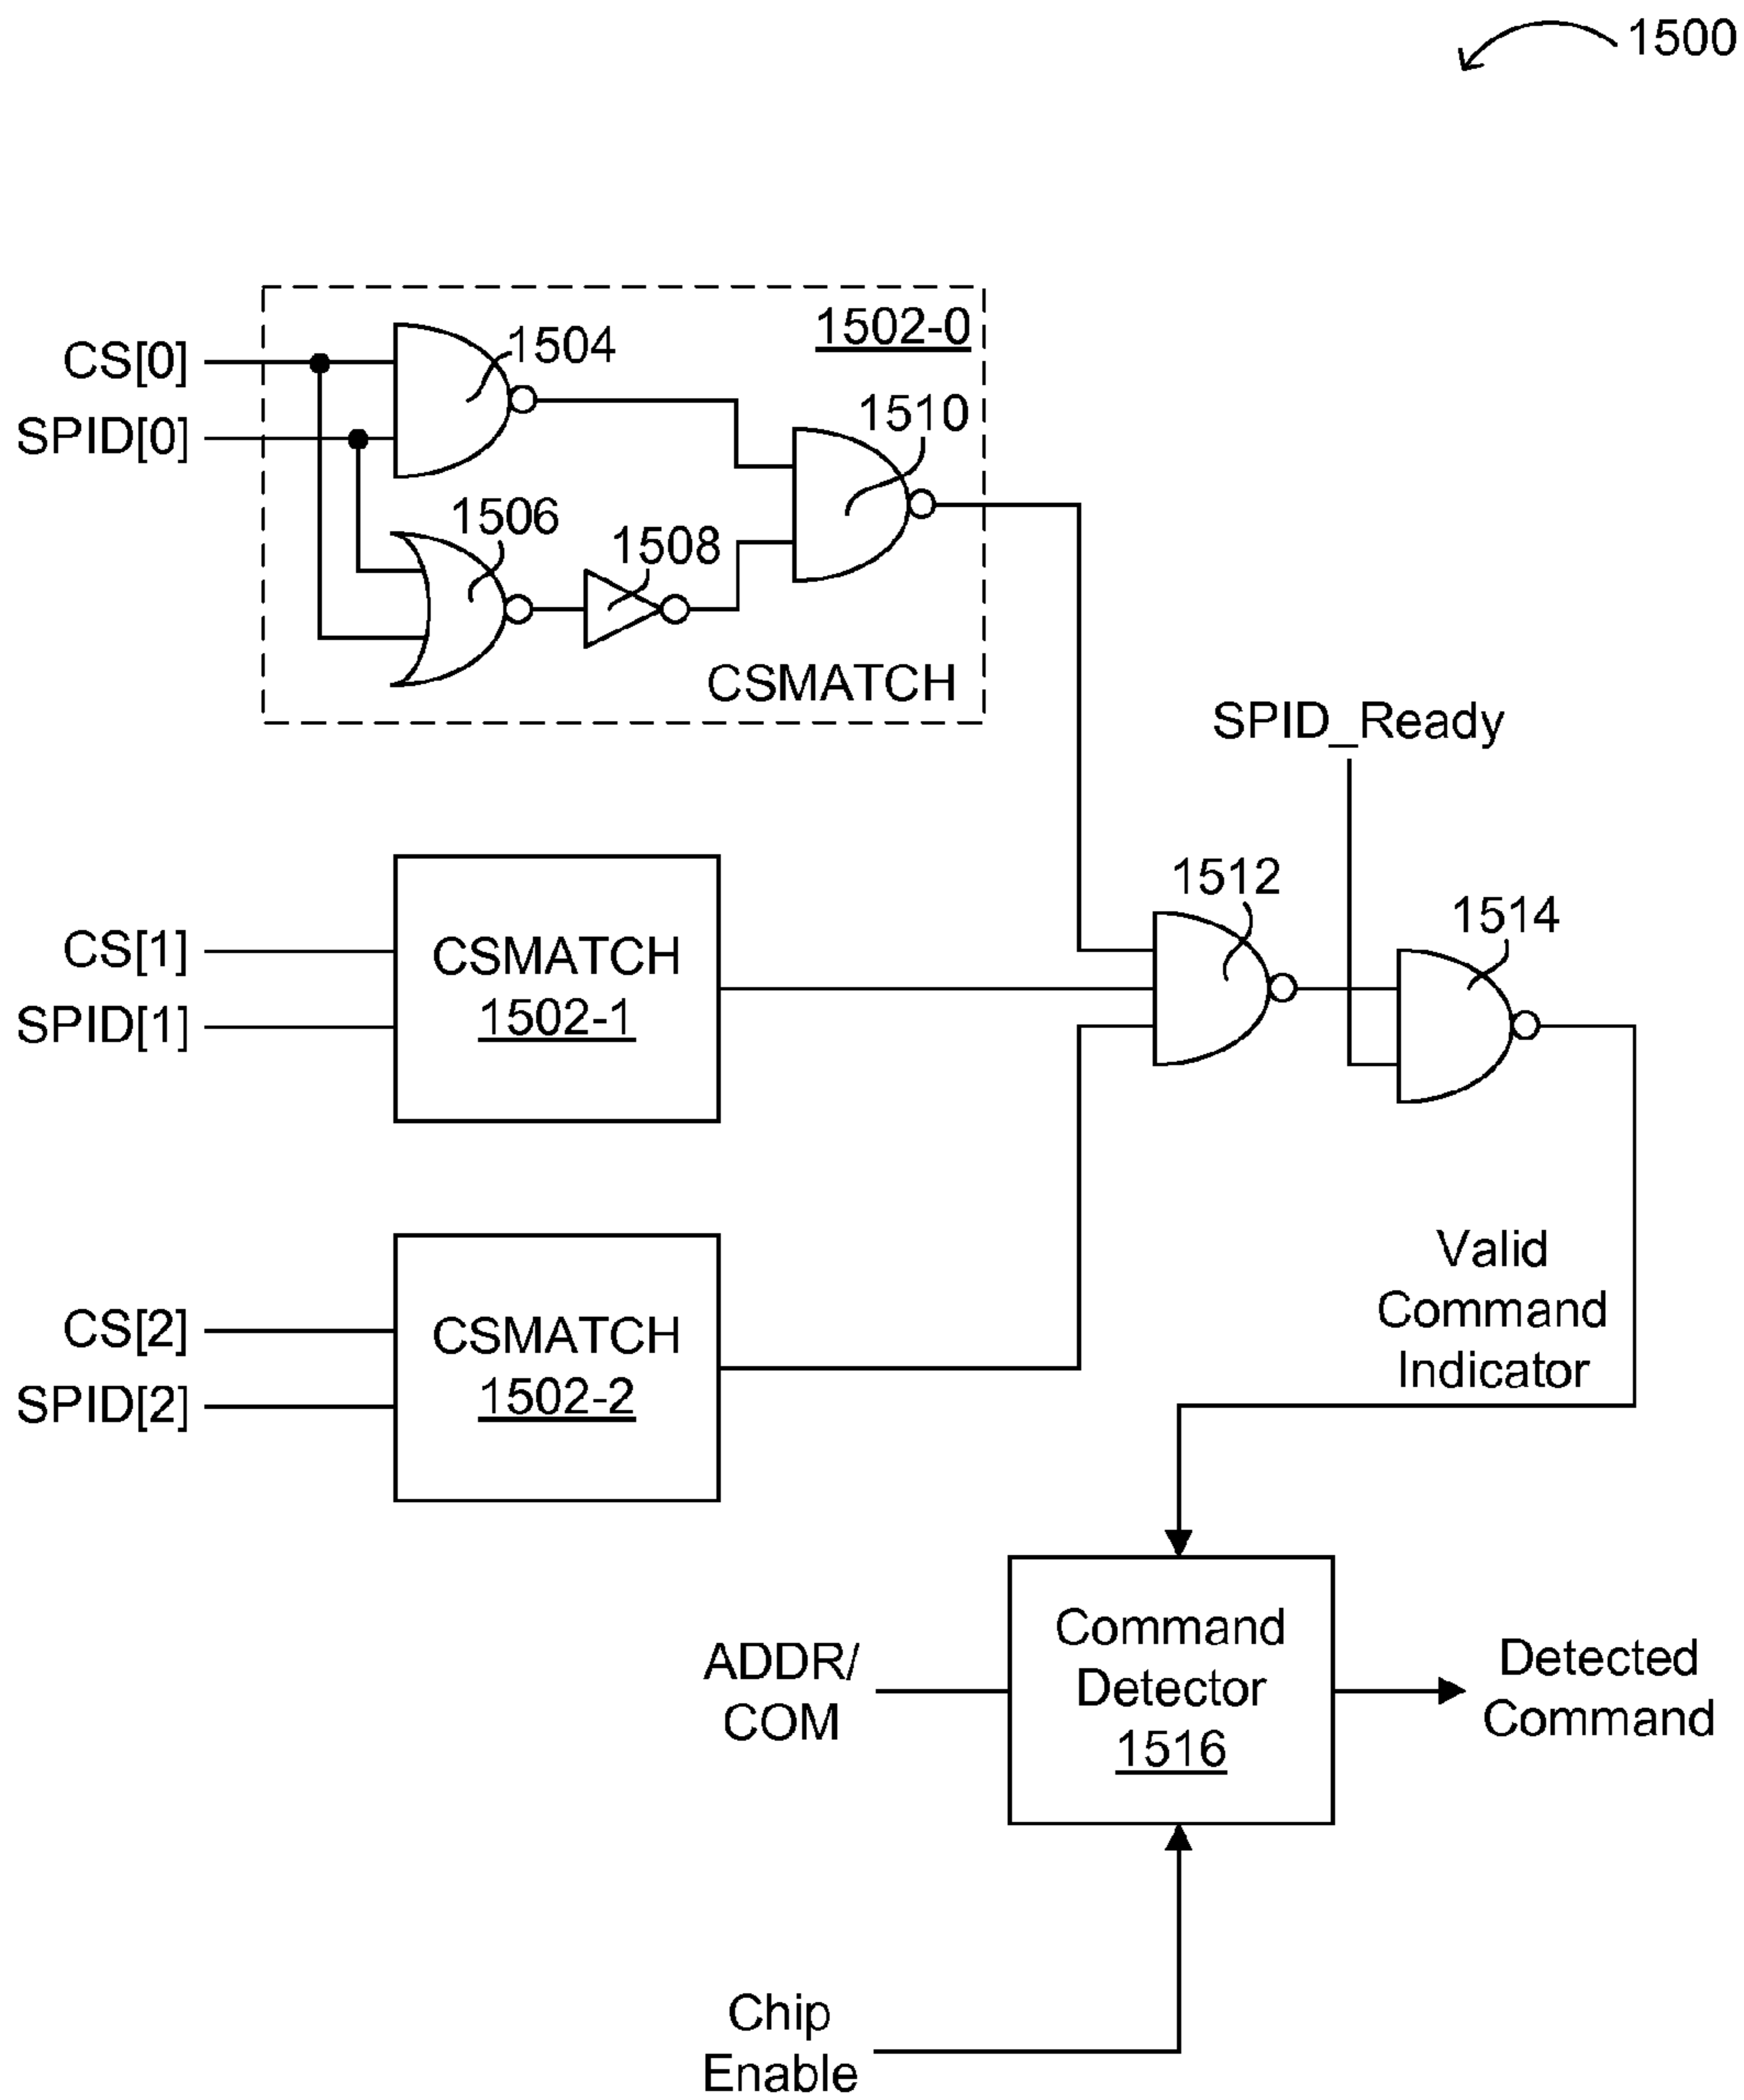 1500
1502-0
CS[0]
1504
SPID[0]
1510
1506
1508
CSMATCH
SPID_Ready
1512
1514
CS[1]
CSMATCH
SPID[1]
1502-1
Valid
Command
Indicator
CS[2]
CSMATCH
SPID[2]
1502-2
ADDR/
COM
Command
Detector
1516
Detected
Command
Chip
Enable